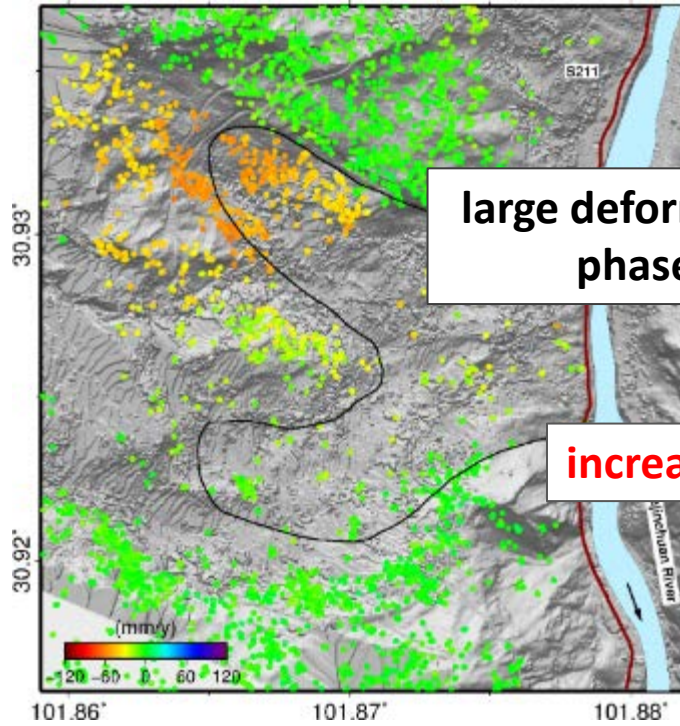 S211
30.93°
large defor
phase
increa
30.92°
River
(mm/y)
-120 -60 0 60 120
101.86° 101.87° 101.88°